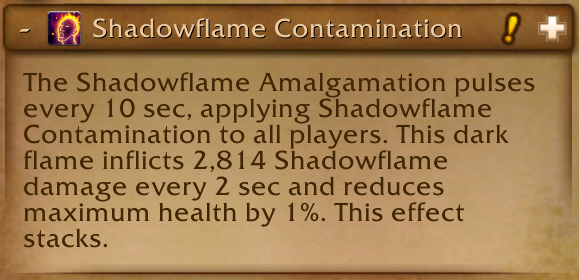 - Shadowflame Contamination
The Shadowflame Amalgamation pulses
every 10 sec, applying Shadowflame
Contamination to all players. This dark
flame inflicts 2,814 Shadowflame
damage every 2 sec and reduces
maximum health by 1%. This effect
stacks.